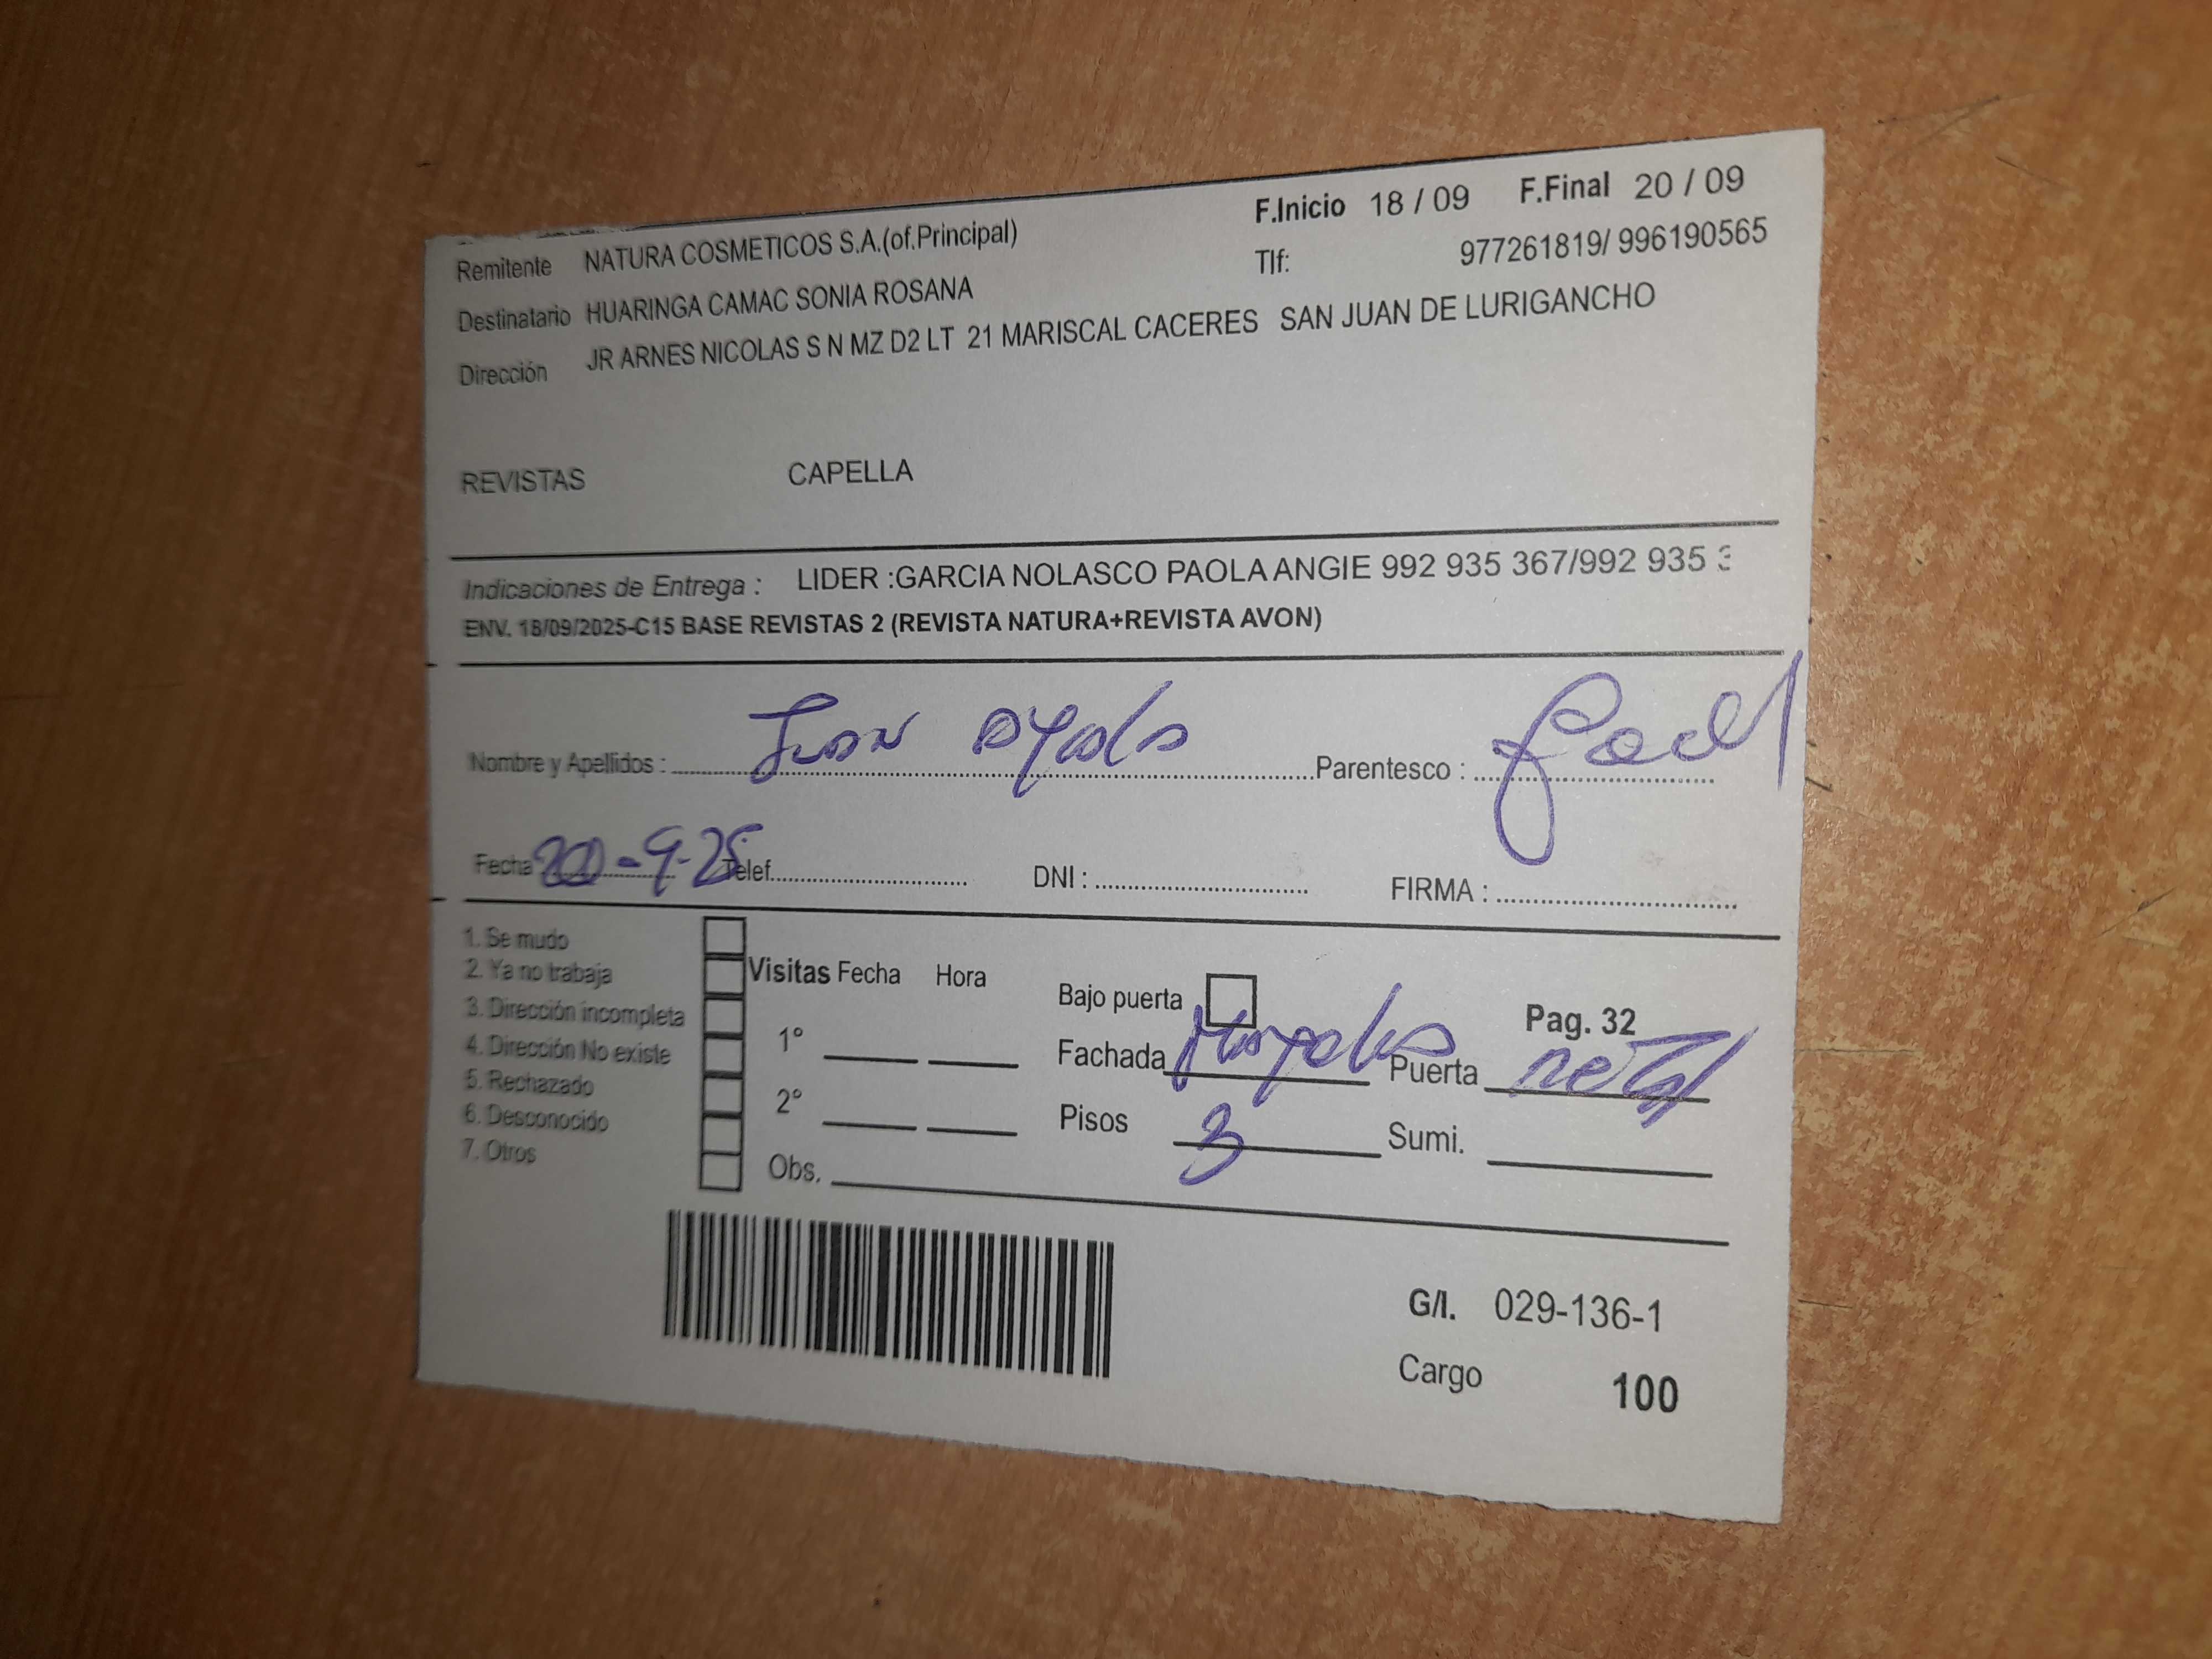 F.Inicio 18 / 09 F.Final 20 / 09
Remitente NATURA COSMETICOS S.A.(of.Principal) Tlf: 977261819/ 996190565
Destinatario HUARINGA CAMAC SONIA ROSANA
Dirección JR ARNES NICOLAS S N MZ D2 LT 21 MARISCAL CACERES SAN JUAN DE LURIGANCHO
REVISTAS CAPELLA
Indicaciones de Entrega : LIDER :GARCIA NOLASCO PAOLA ANGIE 992 935 367/992 935 3
ENV. 18/09/2025-C15 BASE REVISTAS 2 (REVISTA NATURA+REVISTA AVON)
Nombre y Apellidos : Juan Ayala Parentesco :
Fecha 20-9-25 Telef. DNI : FIRMA :
1. Se mudo
2. Ya no trabaja
3. Dirección incompleta
4. Dirección No existe
5. Rechazado
6. Desconocido
7. Otros
Visitas Fecha Hora
1°
2°
Obs.
Bajo puerta Pag. 32
Fachada Puerta metal
Pisos 3 Sumi.
G/I. 029-136-1
Cargo 100